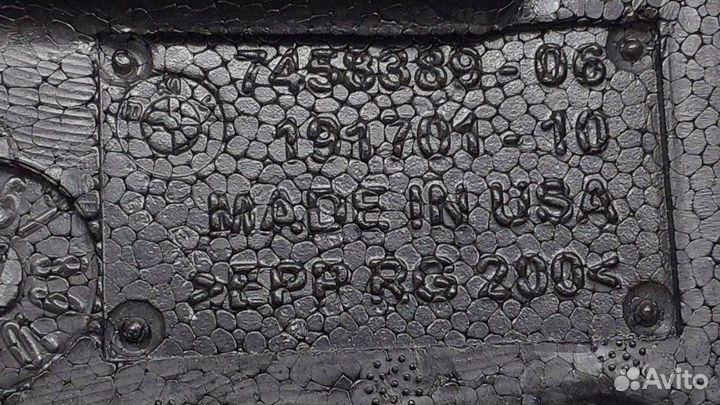 7458389-06
191701-10
MADE IN USA
>EPP RG 200<
Avito